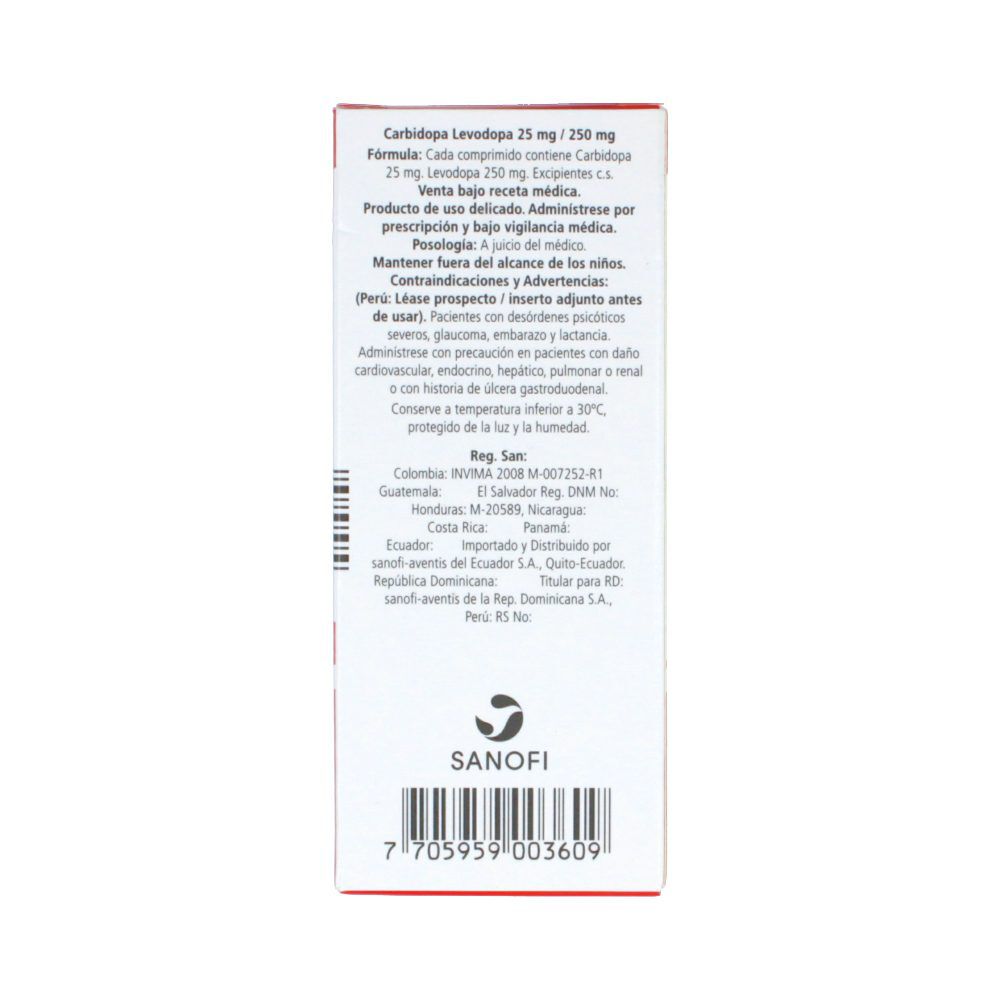 Carbidopa Levodopa 25 mg / 250 mg
Fórmula: Cada comprimido contiene Carbidopa
25 mg. Levodopa 250 mg. Excipientes c.s.
Venta bajo receta médica.
Producto de uso delicado. Adminístrese por
prescripción y bajo vigilancia médica.
Posología: A juicio del médico.
Mantener fuera del alcance de los niños.
Contraindicaciones y Advertencias:
(Perú: Léase prospecto / inserto adjunto antes
de usar). Pacientes con desórdenes psicóticos
severos, glaucoma, embarazo y lactancia.
Adminístrese con precaución en pacientes con daño
cardiovascular, endocrino, hepático, pulmonar o renal
o con historia de úlcera gastroduodenal.
Conserve a temperatura inferior a 30ºC,
protegido de la luz y la humedad.
Reg. San:
Colombia: INVIMA 2008 M-007252-R1
Guatemala: El Salvador Reg. DNM No:
Honduras: M-20589, Nicaragua:
Costa Rica: Panamá:
Ecuador: Importado y Distribuido por
sanofi-aventis del Ecuador S.A., Quito-Ecuador.
República Dominicana: Titular para RD:
sanofi-aventis de la Rep. Dominicana S.A.,
Perú: RS No:
SANOFI
7 705959 003609